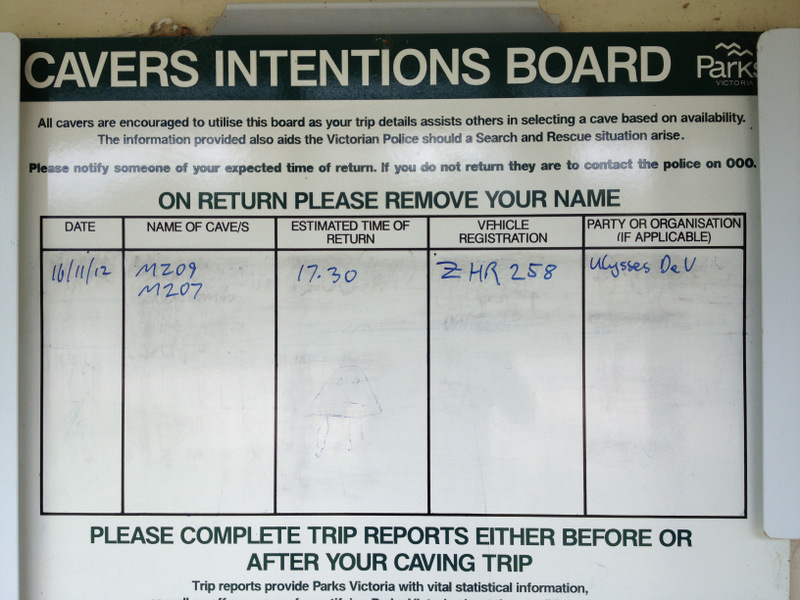 CAVERS INTENTIONS BOARD
Parks
VICTORIA
All cavers are encouraged to utilise this board as your trip details assists others in selecting a cave based on availability.
The information provided also aids the Victorian Police should a Search and Rescue situation arise.
Please notify someone of your expected time of return. If you do not return they are to contact the police on 000.
ON RETURN PLEASE REMOVE YOUR NAME
DATE
NAME OF CAVE/S
ESTIMATED TIME OF
RETURN
VEHICLE
REGISTRATION
PARTY OR ORGANISATION
(IF APPLICABLE)
16/11/12
M209
M207
17.30
ZHR 258
Ulysses DeV
PLEASE COMPLETE TRIP REPORTS EITHER BEFORE OR
AFTER YOUR CAVING TRIP
Trip reports provide Parks Victoria with vital statistical information,